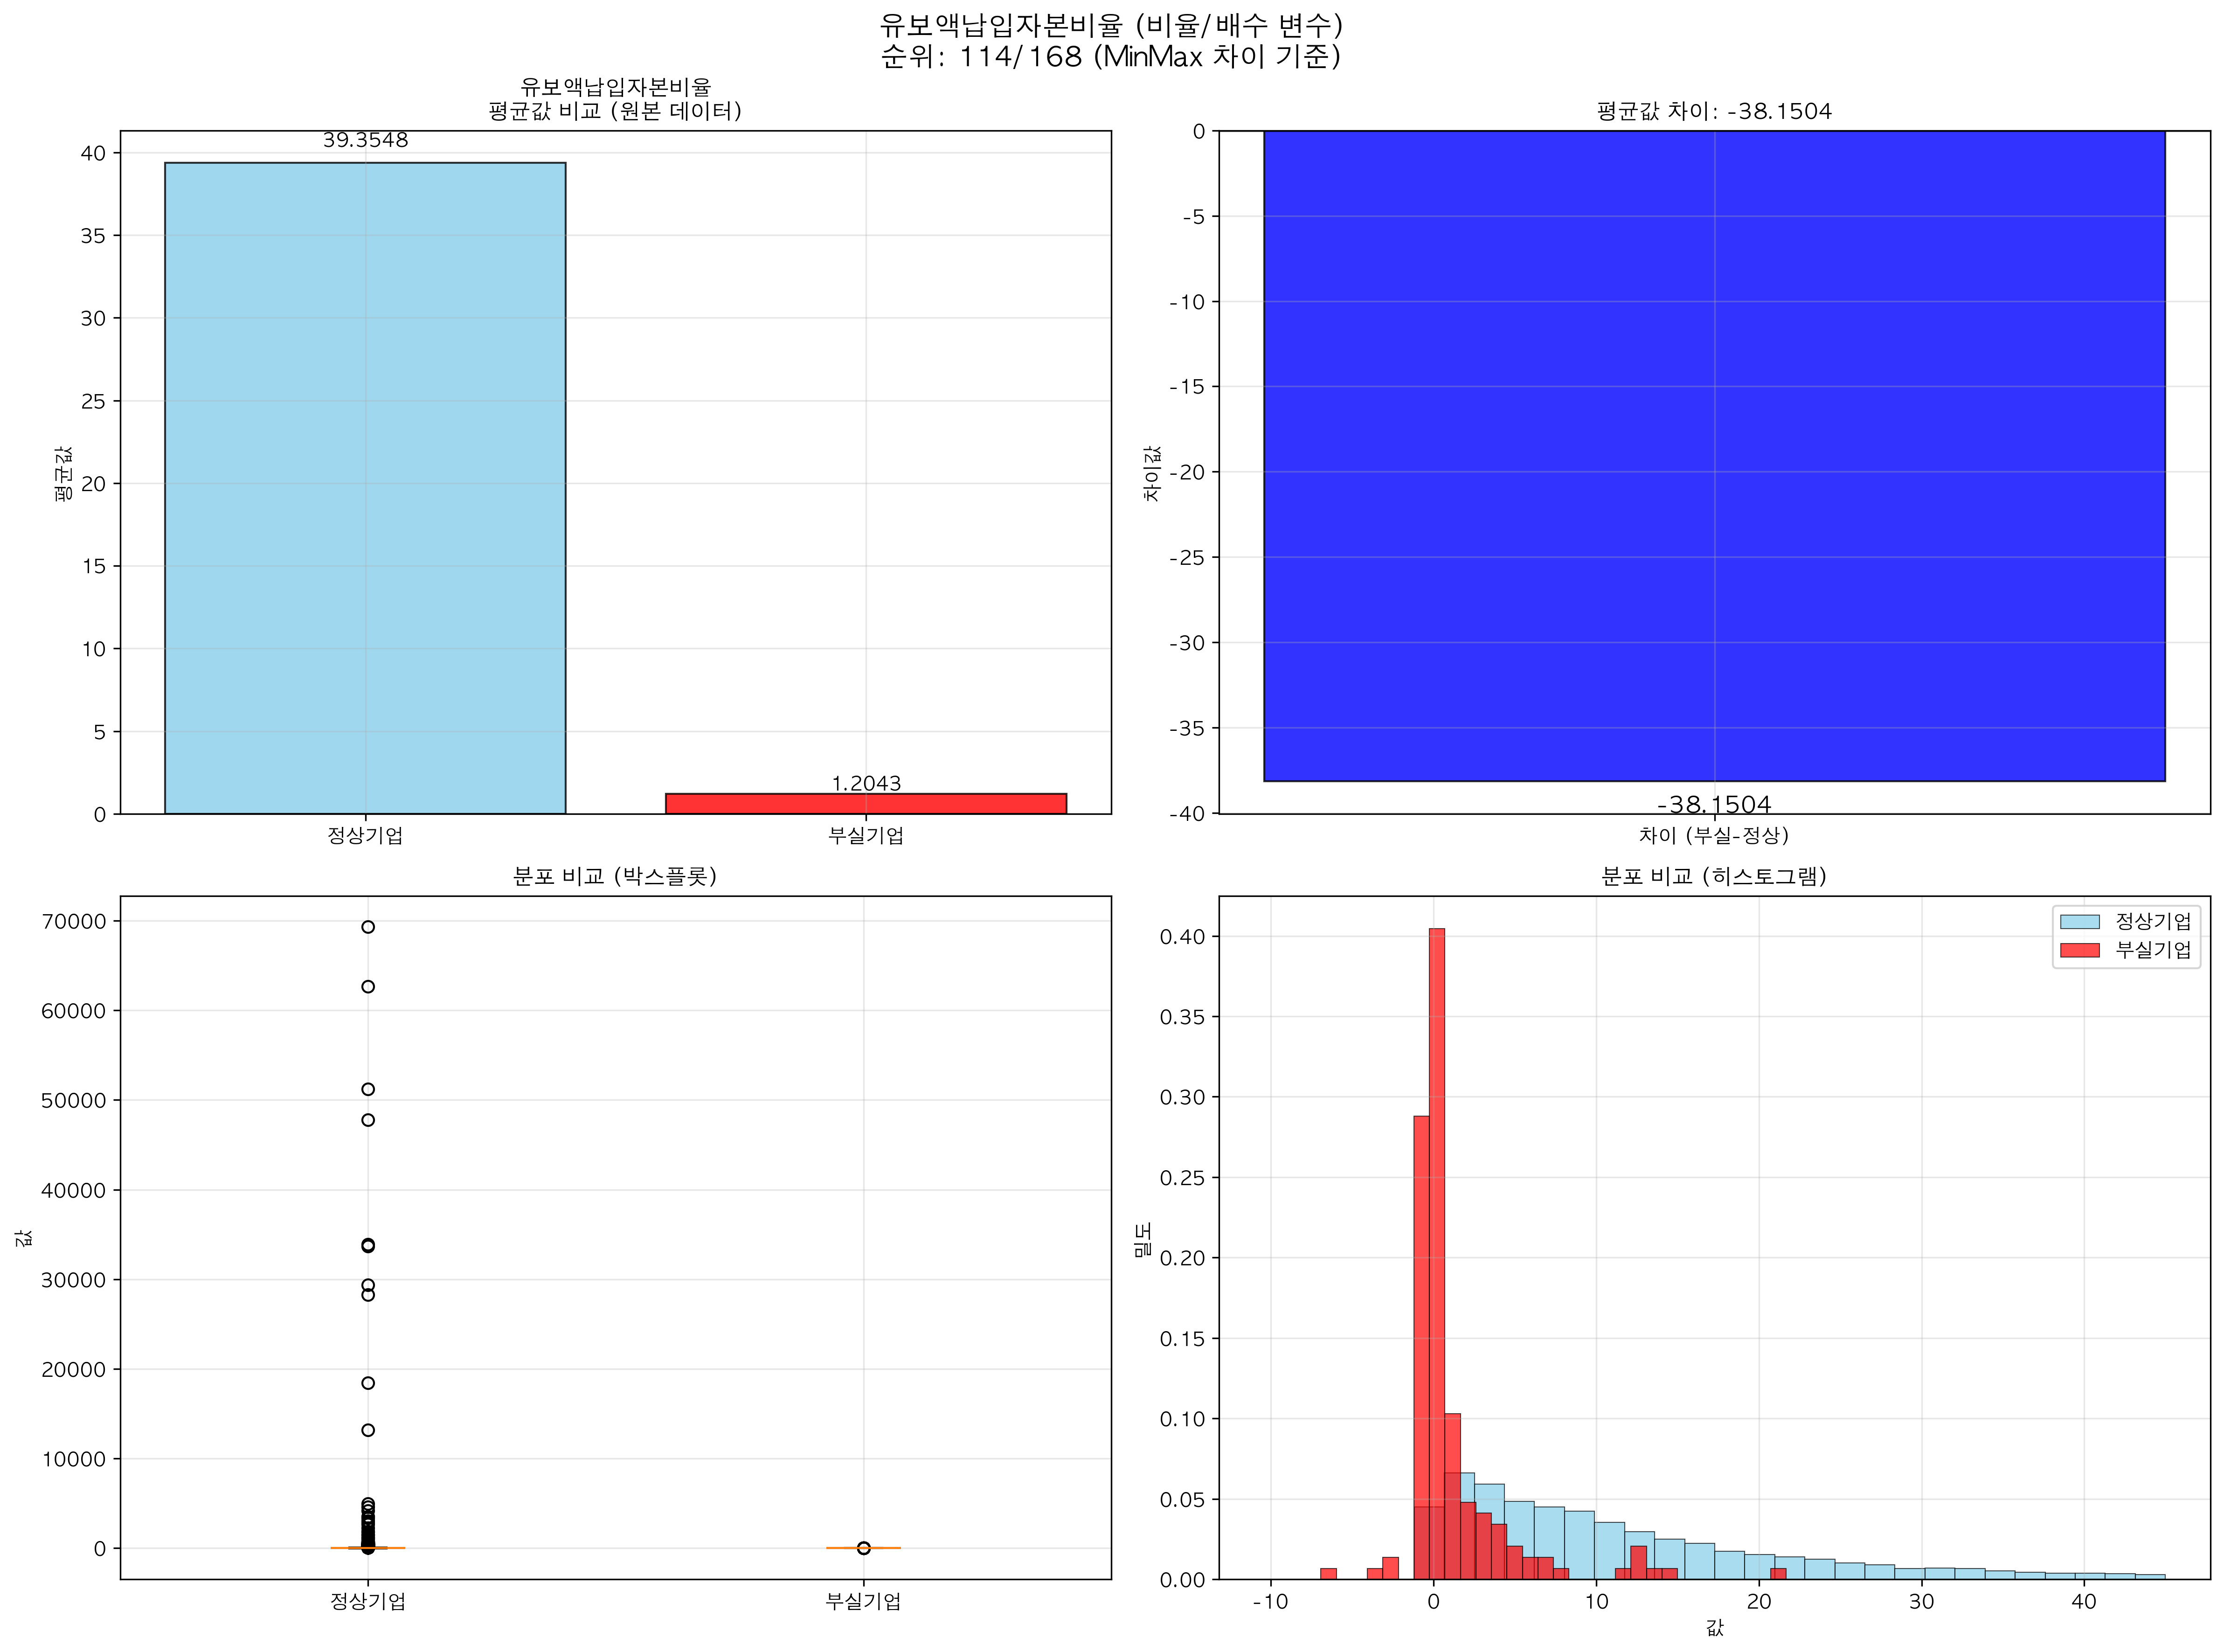 유보액납입자본비율 (비율/배수 변수)
순위: 114/168 (MinMax 차이 기준)
유보액납입자본비율
평균값 비교 (원본 데이터)
39.3548
1.2043
40
35
30
25
20
15
10
5
0
평균값
정상기업
부실기업
평균값 차이: -38.1504
0
-5
-10
-15
-20
-25
-30
-35
-40
차이값
-38.1504
차이 (부실-정상)
분포 비교 (박스플롯)
70000
60000
50000
40000
30000
20000
10000
0
값
정상기업
부실기업
분포 비교 (히스토그램)
정상기업
부실기업
0.40
0.35
0.30
0.25
0.20
0.15
0.10
0.05
0.00
밀도
-10
0
10
20
30
40
값